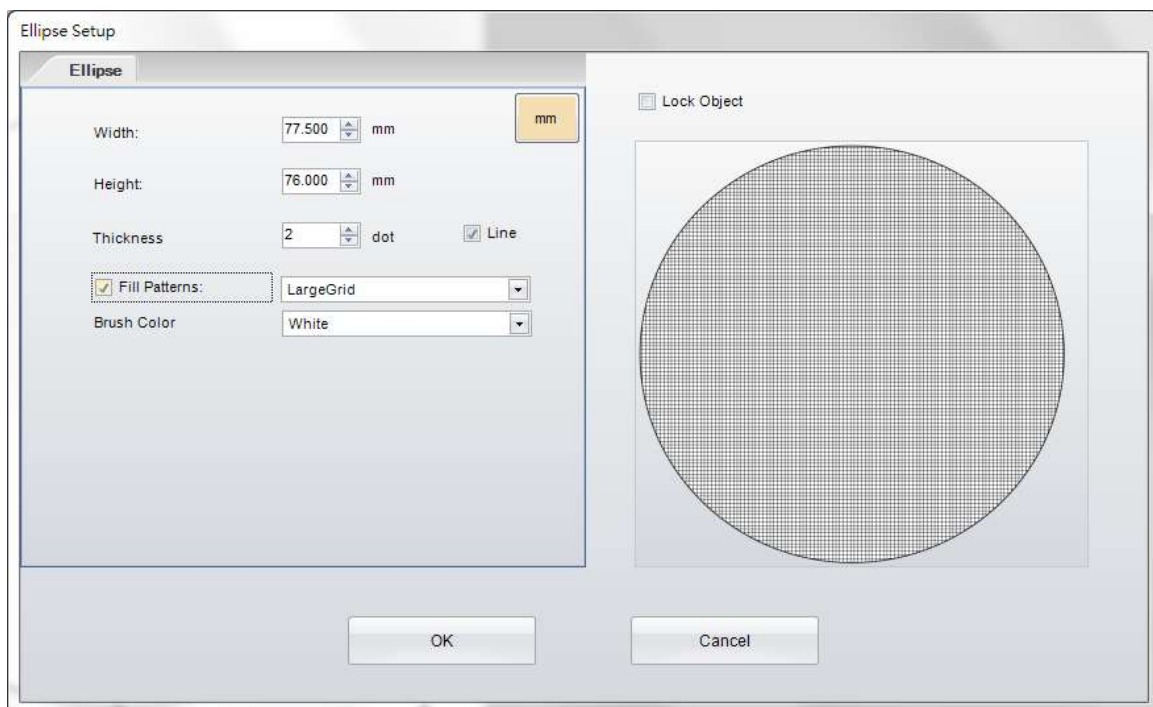 Ellipse Setup
Ellipse
mm
Lock Object
Width: 77.500 mm
Height: 76.000 mm
Thickness 2 dot Line
Fill Patterns: LargeGrid
Brush Color White
OK Cancel